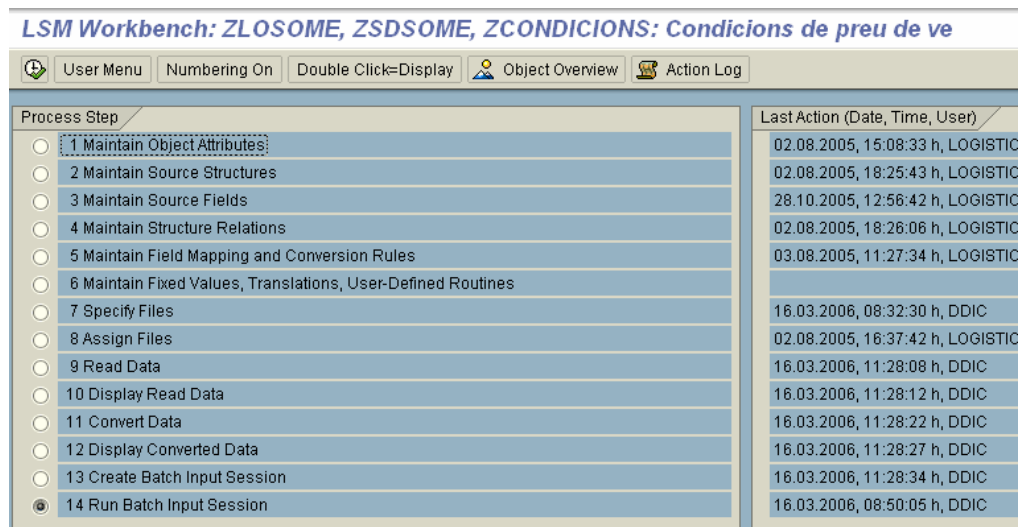 LSM Workbench: ZLOSOME, ZSDSOME, ZCONDICIONS: Condicions de preu de ve
User Menu Numbering On Double Click=Display Object Overview Action Log
Process Step Last Action (Date, Time, User)
1 Maintain Object Attributes 02.08.2005, 15:08:33 h, LOGISTIC
2 Maintain Source Structures 02.08.2005, 18:25:43 h, LOGISTIC
3 Maintain Source Fields 28.10.2005, 12:56:42 h, LOGISTIC
4 Maintain Structure Relations 02.08.2005, 18:26:06 h, LOGISTIC
5 Maintain Field Mapping and Conversion Rules 03.08.2005, 11:27:34 h, LOGISTIC
6 Maintain Fixed Values, Translations, User-Defined Routines
7 Specify Files 16.03.2006, 08:32:30 h, DDIC
8 Assign Files 02.08.2005, 16:37:42 h, LOGISTIC
9 Read Data 16.03.2006, 11:28:08 h, DDIC
10 Display Read Data 16.03.2006, 11:28:12 h, DDIC
11 Convert Data 16.03.2006, 11:28:22 h, DDIC
12 Display Converted Data 16.03.2006, 11:28:27 h, DDIC
13 Create Batch Input Session 16.03.2006, 11:28:34 h, DDIC
14 Run Batch Input Session 16.03.2006, 08:50:05 h, DDIC